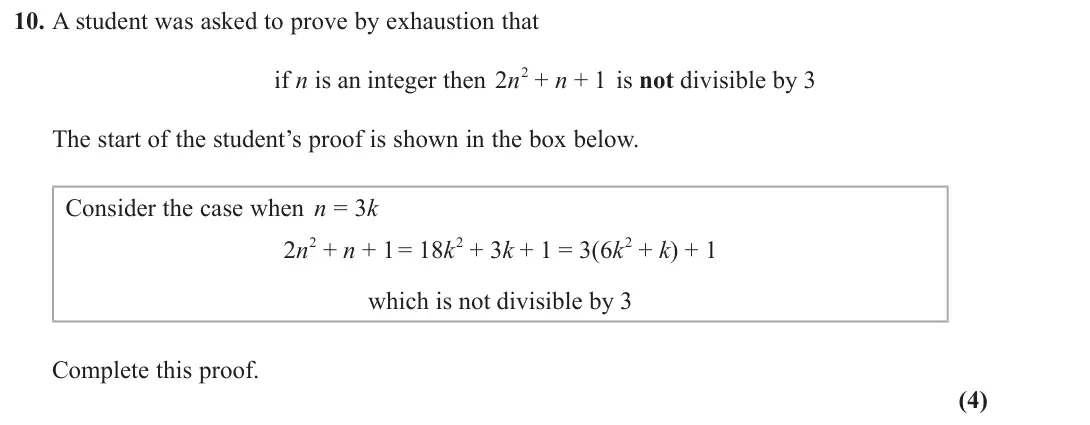 10. A student was asked to prove by exhaustion that
if n is an integer then 2n² + n + 1 is not divisible by 3
The start of the student’s proof is shown in the box below.
Consider the case when n = 3k
2n² + n + 1 = 18k² + 3k + 1 = 3(6k² + k) + 1
which is not divisible by 3
Complete this proof.
(4)